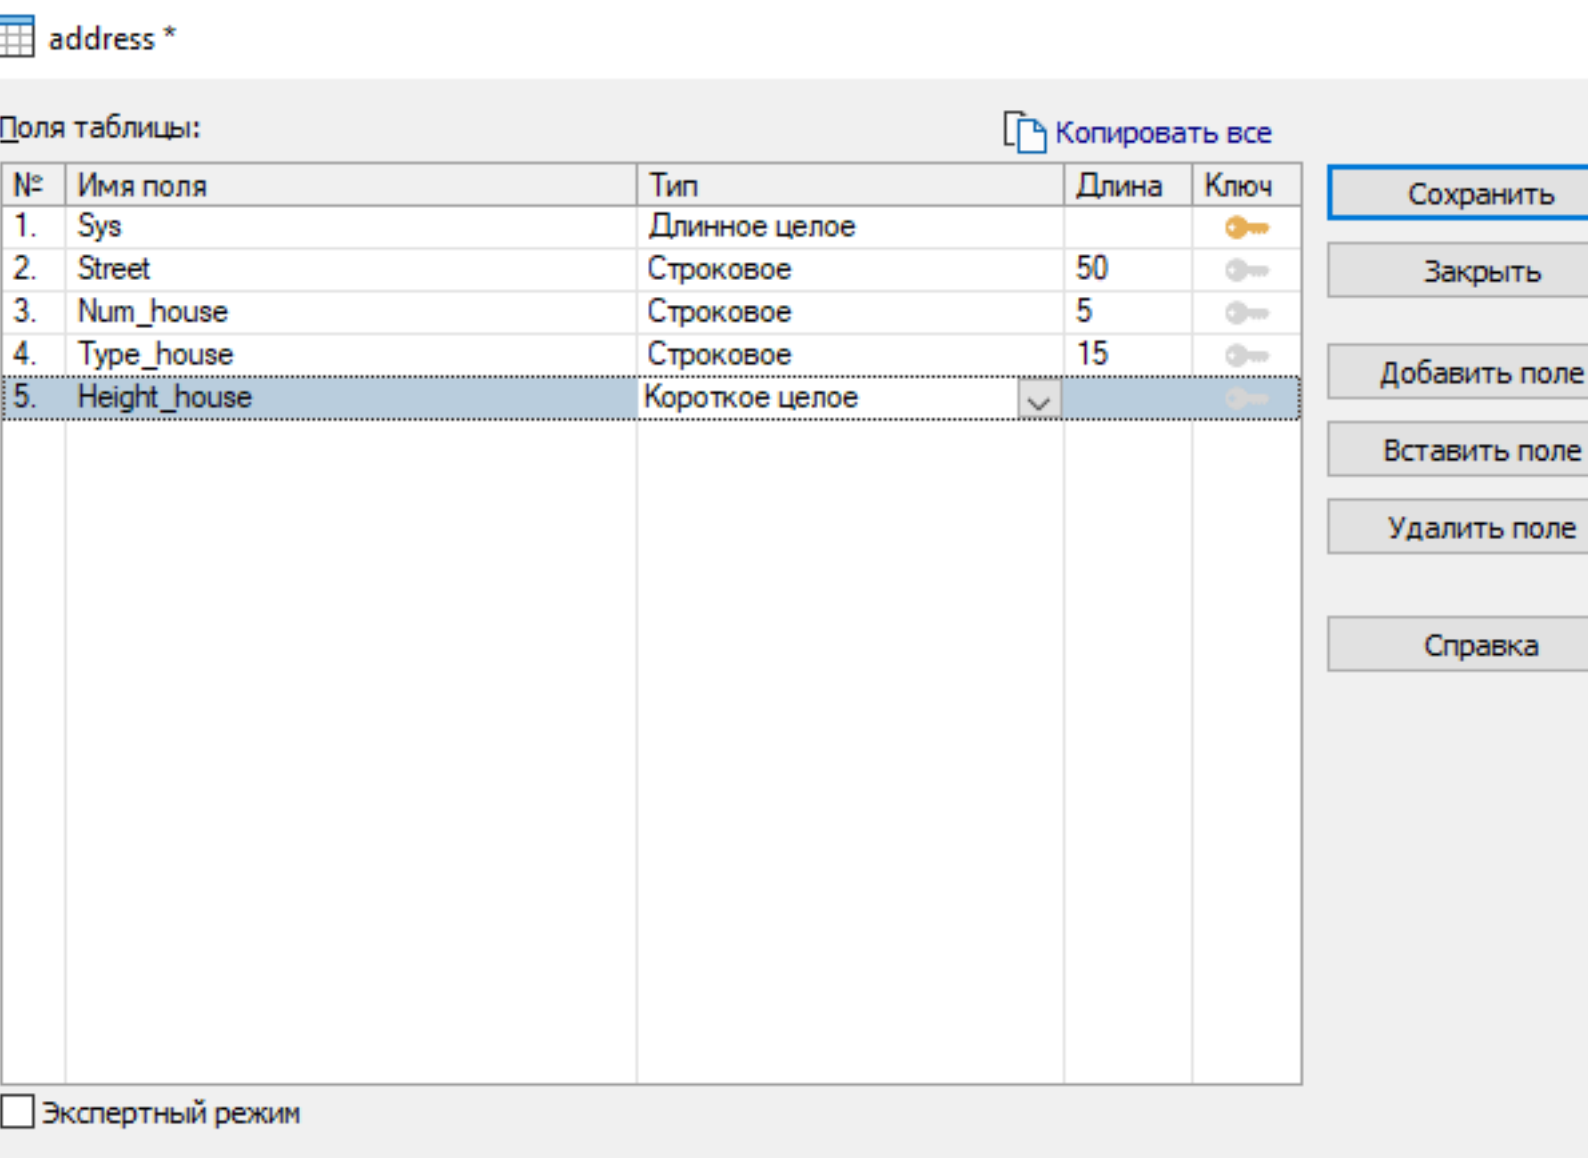 address *
Поля таблицы:
Копировать все
№ Имя поля Тип Длина Ключ
1. Sys Длинное целое
2. Street Строковое 50
3. Num_house Строковое 5
4. Type_house Строковое 15
5. Height_house Короткое целое
Сохранить
Закрыть
Добавить поле
Вставить поле
Удалить поле
Справка
Экспертный режим